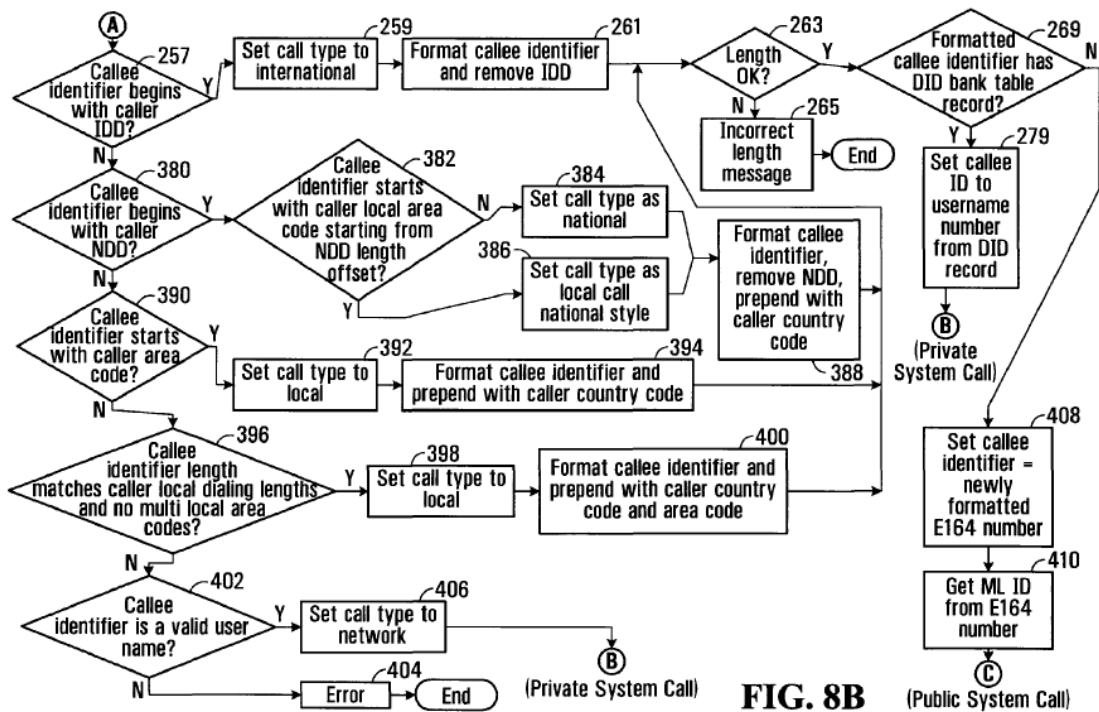 A
257
Callee
identifier begins
with caller
IDD?
Y
N
259
Set call type to
international
261
Format callee identifier
and remove IDD
263
Length
OK?
Y
N
265
Incorrect
length
message
End
269
Formatted
callee identifier has
DID bank table
record?
N
Y
279
Set callee
ID to
username
number
from DID
record
B
(Private
System Call)
380
Callee
identifier begins
with caller
NDD?
Y
N
382
Callee
identifier starts
with caller local area
code starting from
NDD length
offset?
N
Y
384
Set call type as
national
386
Set call type as
local call
national style
Format callee
identifier,
remove NDD,
prepend with
caller country
code
388
390
Callee
identifier starts
with caller area
code?
Y
N
392
Set call type to
local
394
Format callee identifier and
prepend with caller country code
396
Callee
identifier length
matches caller local dialing lengths
and no multi local area
codes?
Y
N
398
Set call type to
local
400
Format callee identifier and
prepend with caller country
code and area code
402
Callee
identifier is a valid user
name?
Y
N
406
Set call type to
network
B
(Private System Call)
404
Error
End
408
Set callee
identifier =
newly
formatted
E164 number
410
Get ML ID
from E164
number
C
(Public System Call)
FIG. 8B